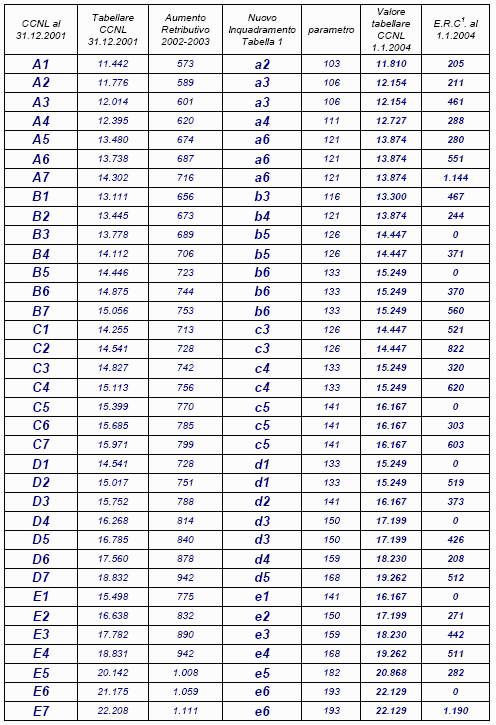 CCNL al 31.12.2001 | Tabellare CCNL 31.12.2001 | Aumento Retributivo 2002-2003 | Nuovo Inquadramento Tabella 1 | parametro | Valore tabellare CCNL 1.1.2004 | E.R.C¹. al 1.1.2004
A1 11.442 573 a2 103 11.810 205
A2 11.776 589 a3 106 12.154 211
A3 12.014 601 a3 106 12.154 461
A4 12.395 620 a4 111 12.727 288
A5 13.480 674 a6 121 13.874 280
A6 13.738 687 a6 121 13.874 551
A7 14.302 716 a6 121 13.874 1.144
B1 13.111 656 b3 116 13.300 467
B2 13.445 673 b4 121 13.874 244
B3 13.778 689 b5 126 14.447 0
B4 14.112 706 b5 126 14.447 371
B5 14.446 723 b6 133 15.249 0
B6 14.875 744 b6 133 15.249 370
B7 15.056 753 b6 133 15.249 560
C1 14.255 713 c3 126 14.447 521
C2 14.541 728 c3 126 14.447 822
C3 14.827 742 c4 133 15.249 320
C4 15.113 756 c4 133 15.249 620
C5 15.399 770 c5 141 16.167 0
C6 15.685 785 c5 141 16.167 303
C7 15.971 799 c5 141 16.167 603
D1 14.541 728 d1 133 15.249 0
D2 15.017 751 d1 133 15.249 519
D3 15.752 788 d2 141 16.167 373
D4 16.268 814 d3 150 17.199 0
D5 16.785 840 d3 150 17.199 426
D6 17.560 878 d4 159 18.230 208
D7 18.832 942 d5 168 19.262 512
E1 15.498 775 e1 141 16.167 0
E2 16.638 832 e2 150 17.199 271
E3 17.782 890 e3 159 18.230 442
E4 18.831 942 e4 168 19.262 511
E5 20.142 1.008 e5 182 20.868 282
E6 21.175 1.059 e6 193 22.129 0
E7 22.208 1.111 e6 193 22.129 1.190